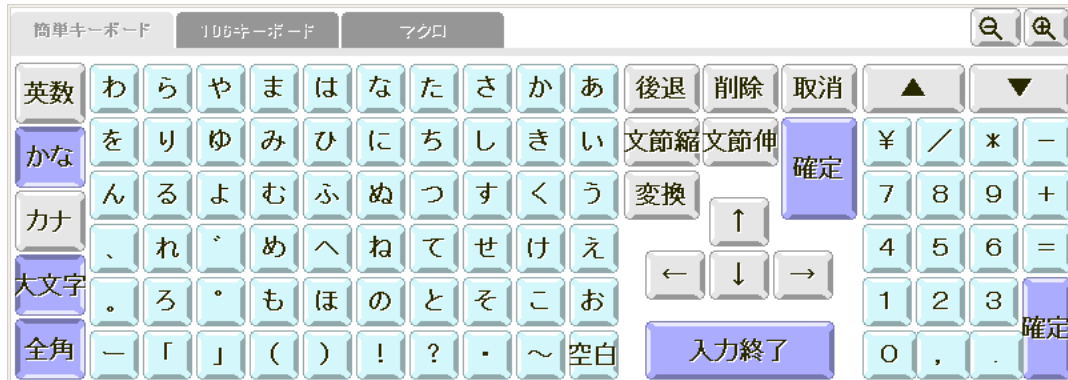 簡単キーボード 106キーボード マクロ
英数 わ ら や ま は な た さ か あ 後退 削除 取消 ▲ ▼
かな を り ゆ み ひ に ち し き い 文節縮 文節伸 確定 ¥ / * -
カナ ん る よ む ふ ぬ つ す く う 変換 7 8 9 +
大文字 、 れ ゛ め へ ね て せ け え ← ↑ ↓ → 4 5 6 =
全角 。 ろ ゜ も ほ の と そ こ お 1 2 3 確定
ー 「 」 ( ) ! ? ・ ~ 空白 入力終了 0 , .